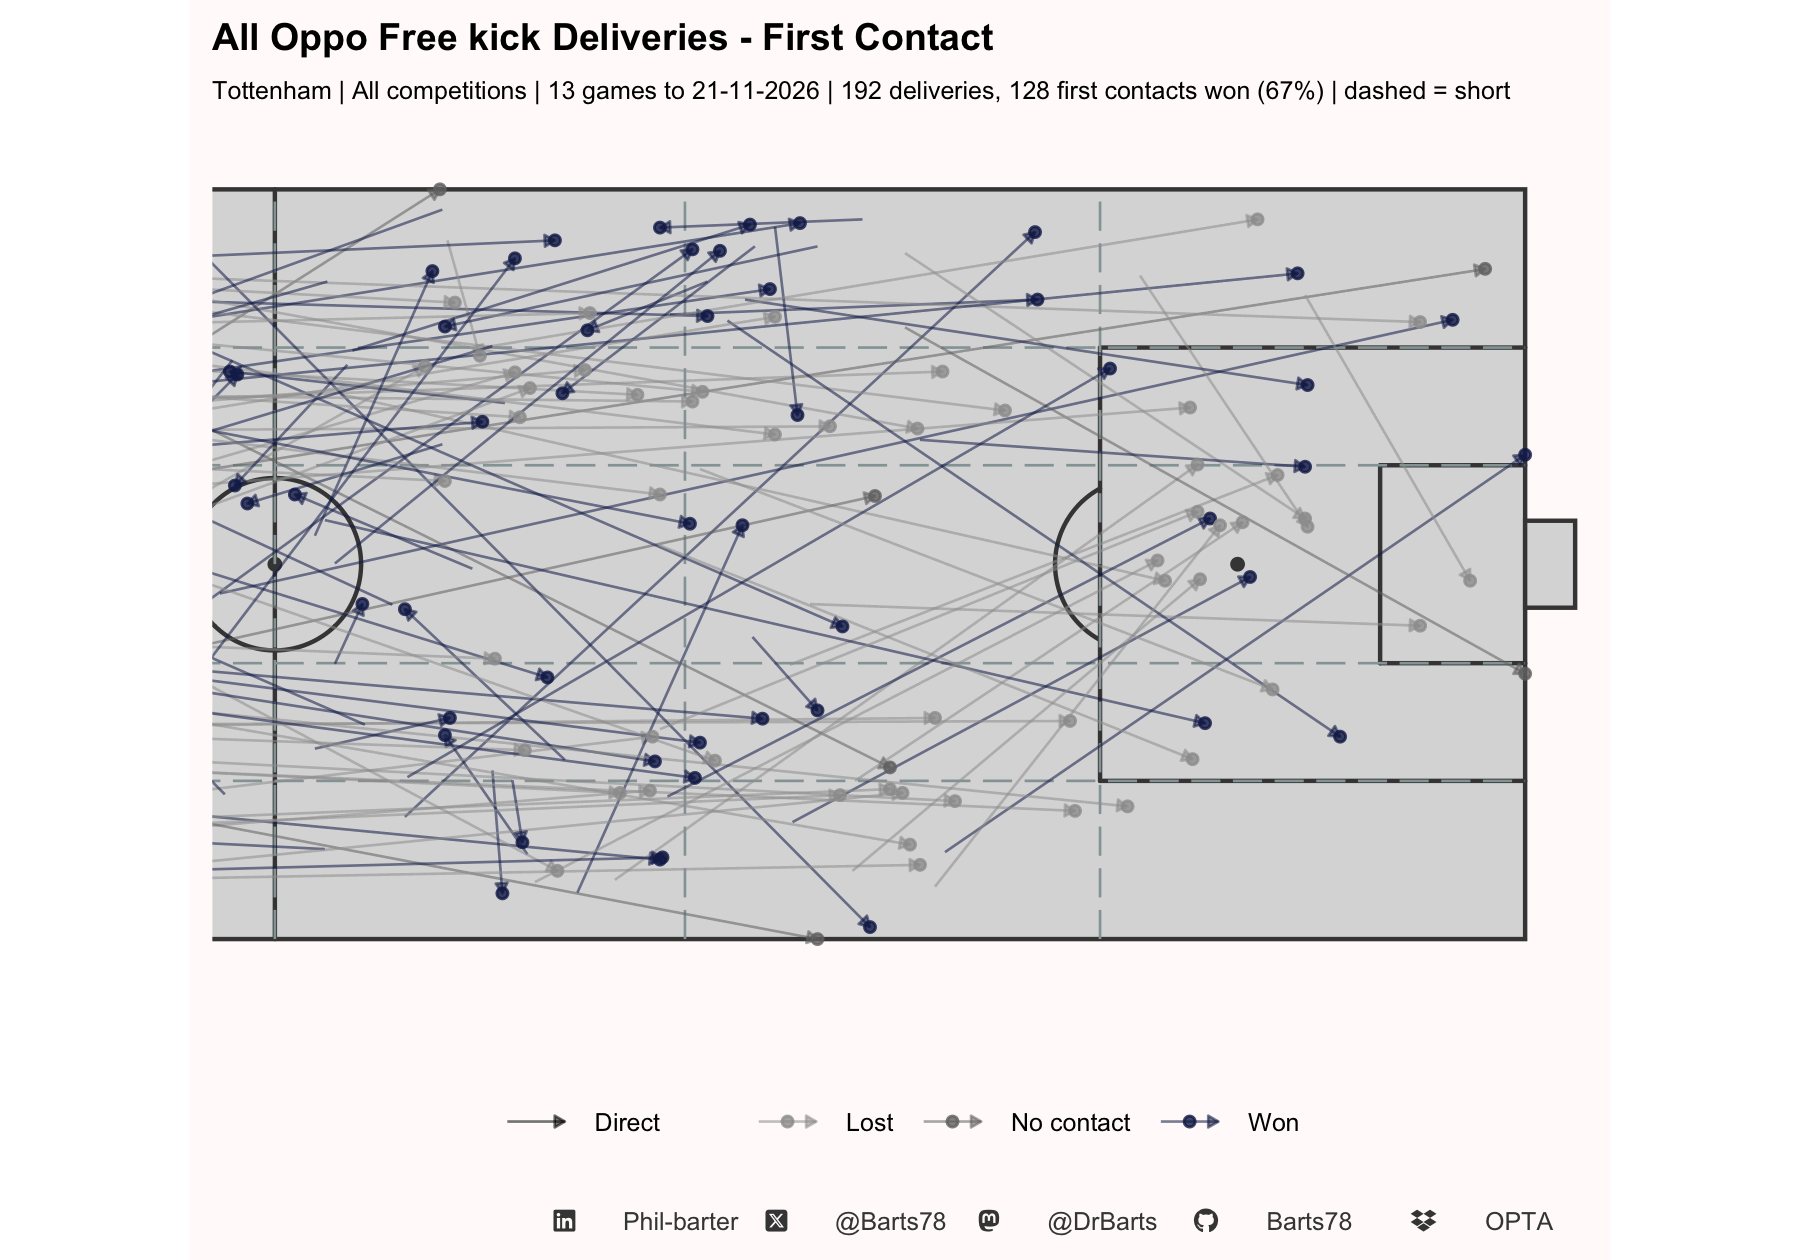 All Oppo Free kick Deliveries - First Contact
Tottenham | All competitions | 13 games to 21-11-2026 | 192 deliveries, 128 first contacts won (67%) | dashed = short
Direct Lost No contact Won
Phil-barter @Barts78 @DrBarts Barts78 OPTA